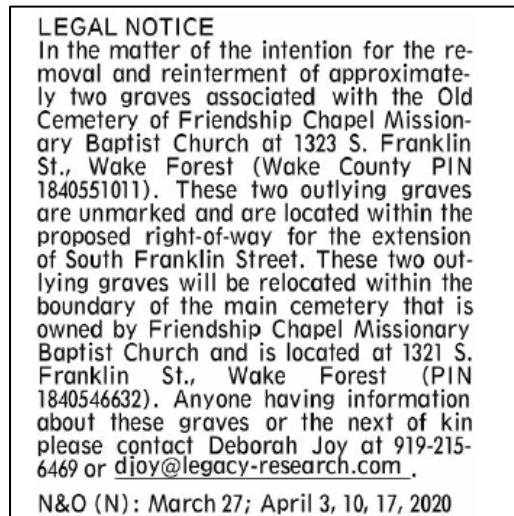 LEGAL NOTICE
In the matter of the intention for the re-
moval and reinterment of approximate-
ly two graves associated with the Old
Cemetery of Friendship Chapel Mission-
ary Baptist Church at 1323 S. Franklin
St., Wake Forest (Wake County PIN
1840551011). These two outlying graves
are unmarked and are located within the
proposed right-of-way for the extension
of South Franklin Street. These two out-
lying graves will be relocated within the
boundary of the main cemetery that is
owned by Friendship Chapel Missionary
Baptist Church and is located at 1321 S.
Franklin St., Wake Forest (PIN
1840546632). Anyone having information
about these graves or the next of kin
please contact Deborah Joy at 919-215-
6469 or djoy@legacy-research.com .
N&O (N): March 27; April 3, 10, 17, 2020